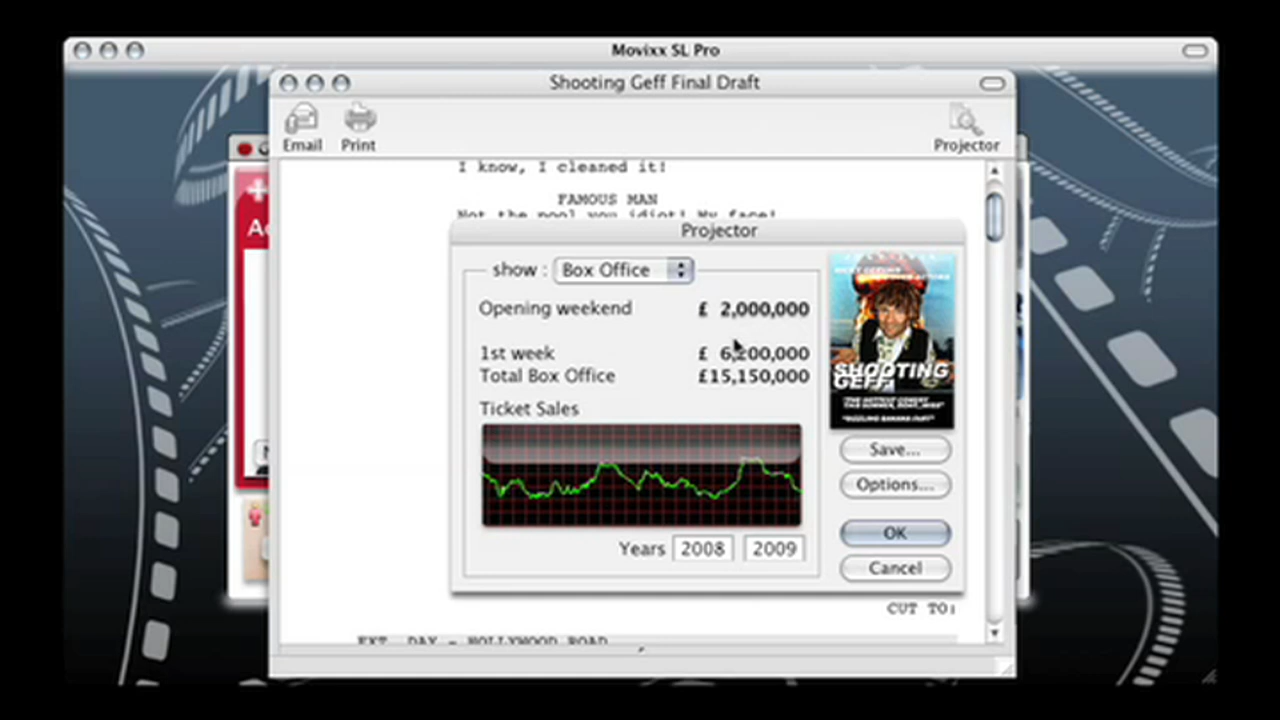 Movixx SL Pro
Shooting Geff Final Draft
Email
Print
Projector
I know, I cleaned it!
FAMOUS MAN
Not the pool you idiot! My face!
Projector
show :
Box Office
Opening weekend
£ 2,000,000
1st week
£ 6,200,000
Total Box Office
£15,150,000
Ticket Sales
Years
2008
2009
SHOOTING
GEFF
Save...
Options...
OK
Cancel
CUT TO:
EXT. DAY - HOLLYWOOD ROAD